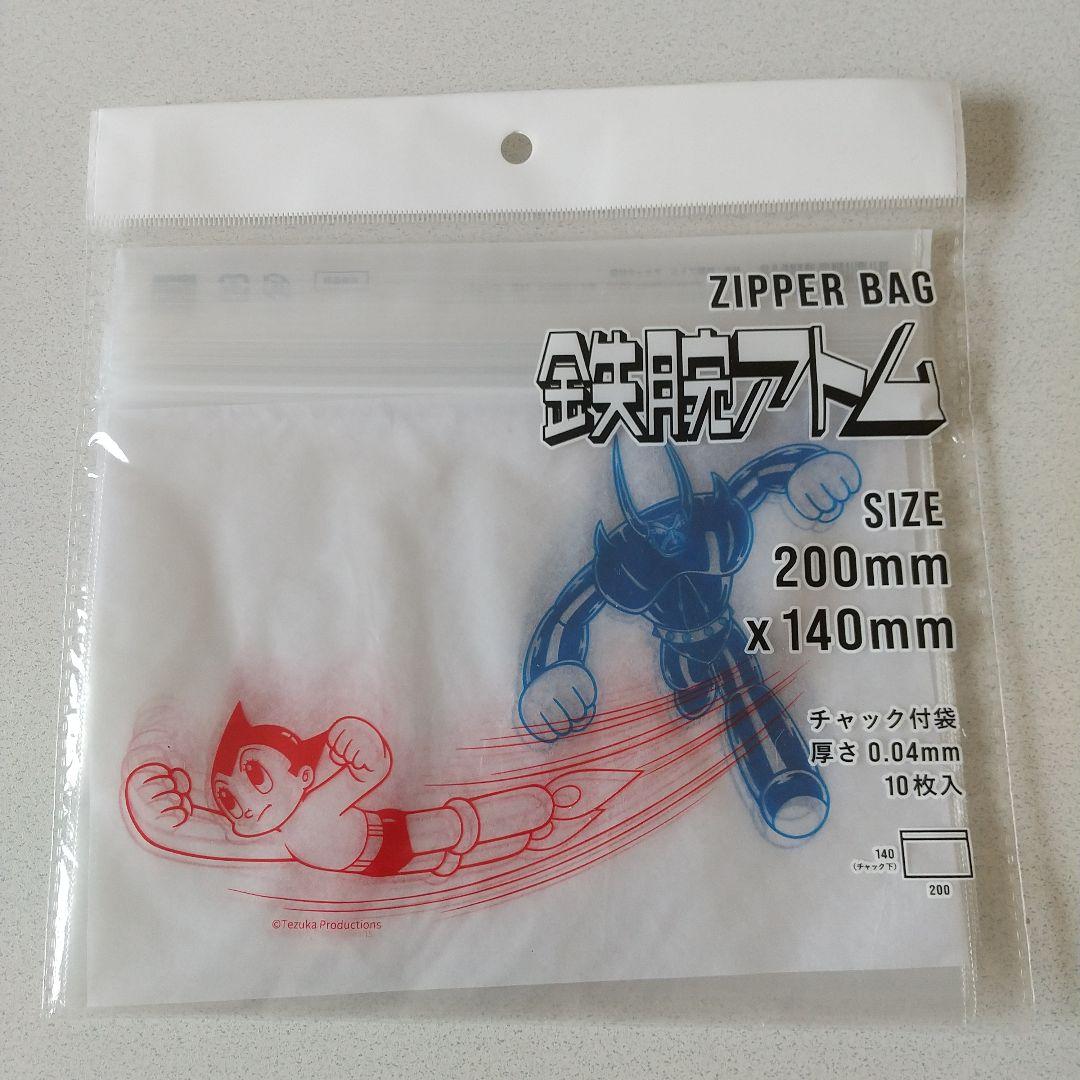 ZIPPER BAG
鉄腕アトム
SIZE
200mm
x 140mm
チャック付袋
厚さ 0.04mm
10枚入
140
(チャック下)
200
©Tezuka Productions